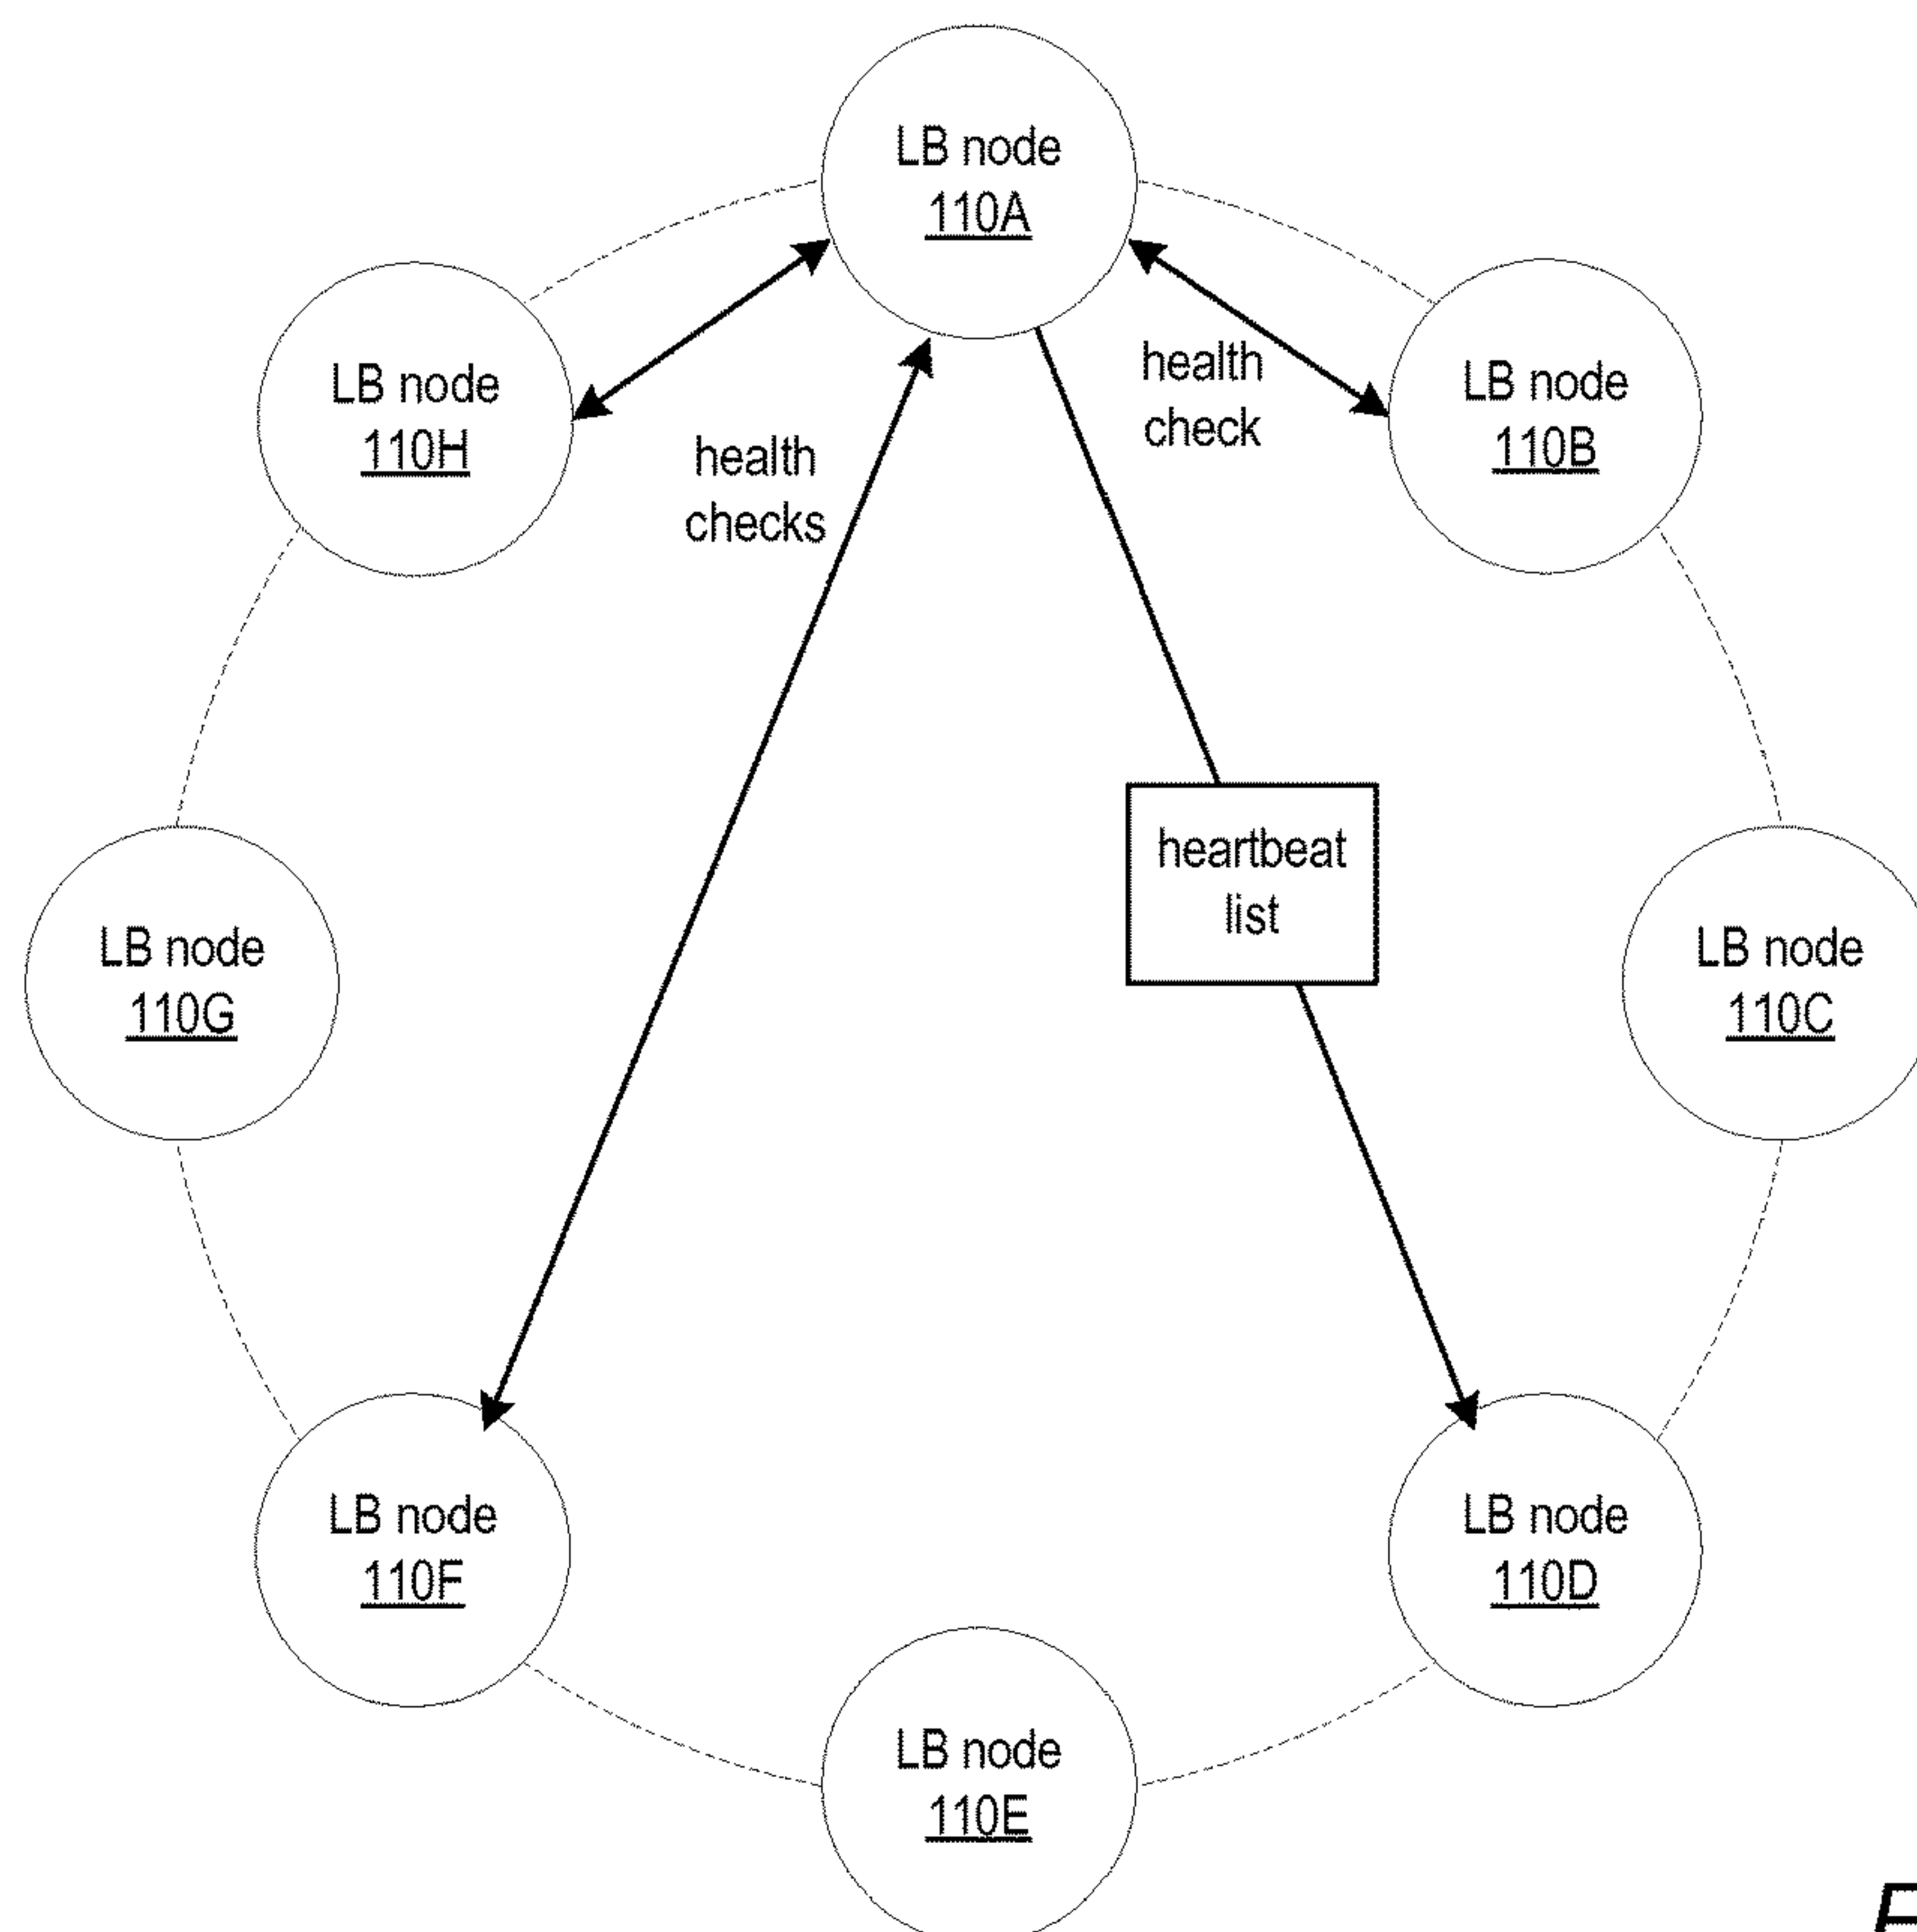 LB node
110A
LB node
110H
health
checks
health
check
LB node
110B
heartbeat
list
LB node
110G
LB node
110C
LB node
110F
LB node
110D
LB node
110E